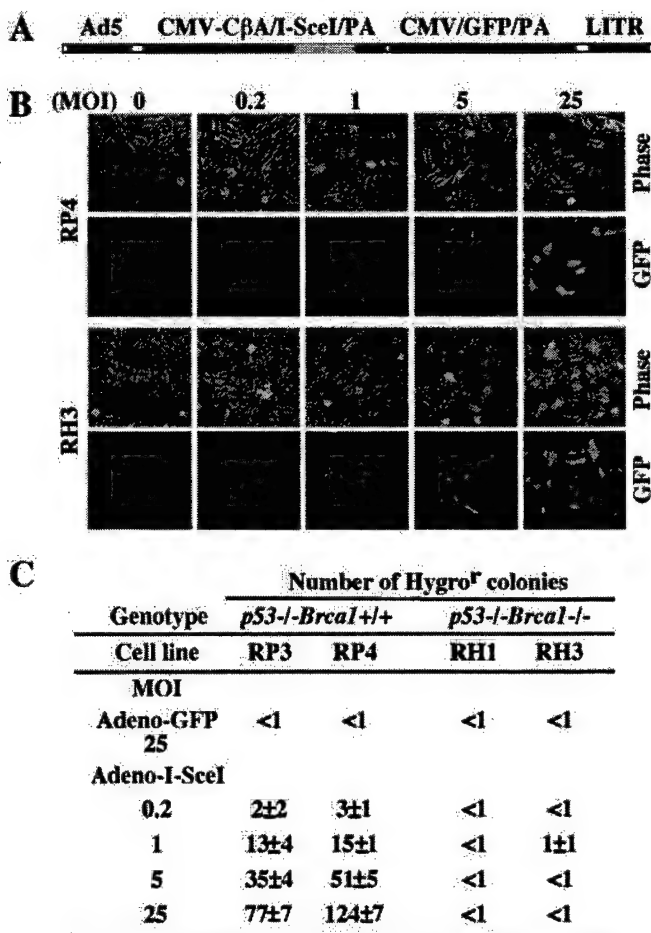 A Ad5 CMV-CβA/I-SceI/PA CMV/GFP/PA LITR
B (MOI) 0 0.2 1 5 25
RP4
Phase
GFP
RH3
Phase
GFP
C
Number of Hygroʳ colonies
Genotype p53-/-Brca1+/+ p53-/-Brca1-/-
Cell line RP3 RP4 RH1 RH3
MOI
Adeno-GFP <1 <1 <1 <1
25
Adeno-I-SceI
0.2 2±2 3±1 <1 <1
1 13±4 15±1 <1 1±1
5 35±4 51±5 <1 <1
25 77±7 124±7 <1 <1